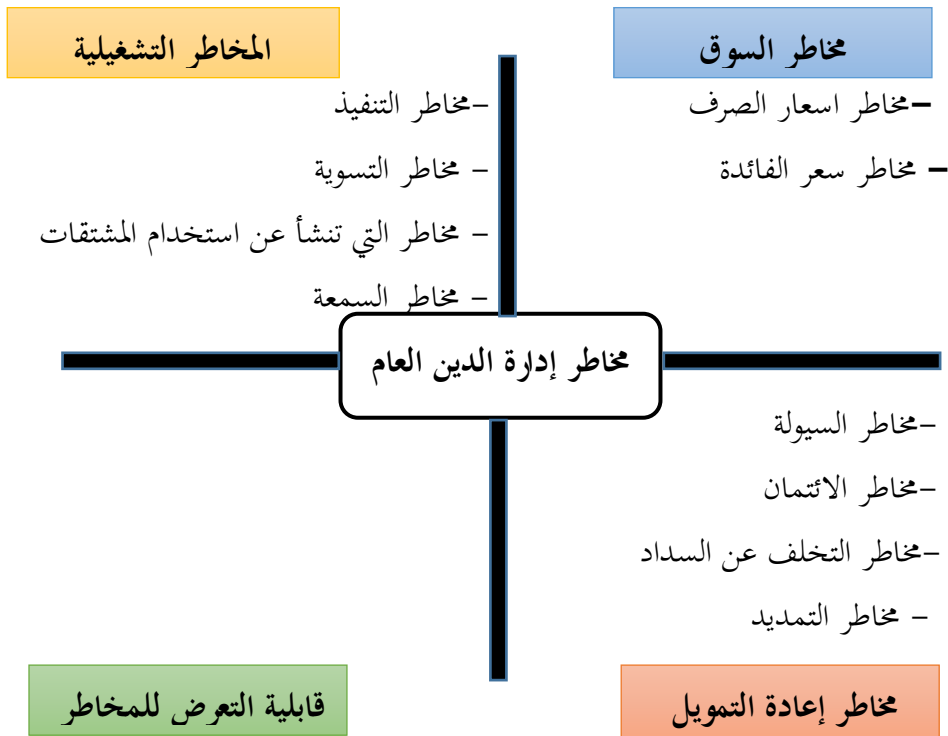 مخاطر السوق
–مخاطر اسعار الصرف
– مخاطر سعر الفائدة
المخاطر التشغيلية
–مخاطر التنفيذ
– مخاطر التسوية
– مخاطر التي تنشأ عن استخدام المشتقات
– مخاطر السمعة
مخاطر إدارة الدين العام
–مخاطر السيولة
–مخاطر الائتمان
–مخاطر التخلف عن السداد
– مخاطر التمديد
مخاطر إعادة التمويل
قابلية التعرض للمخاطر